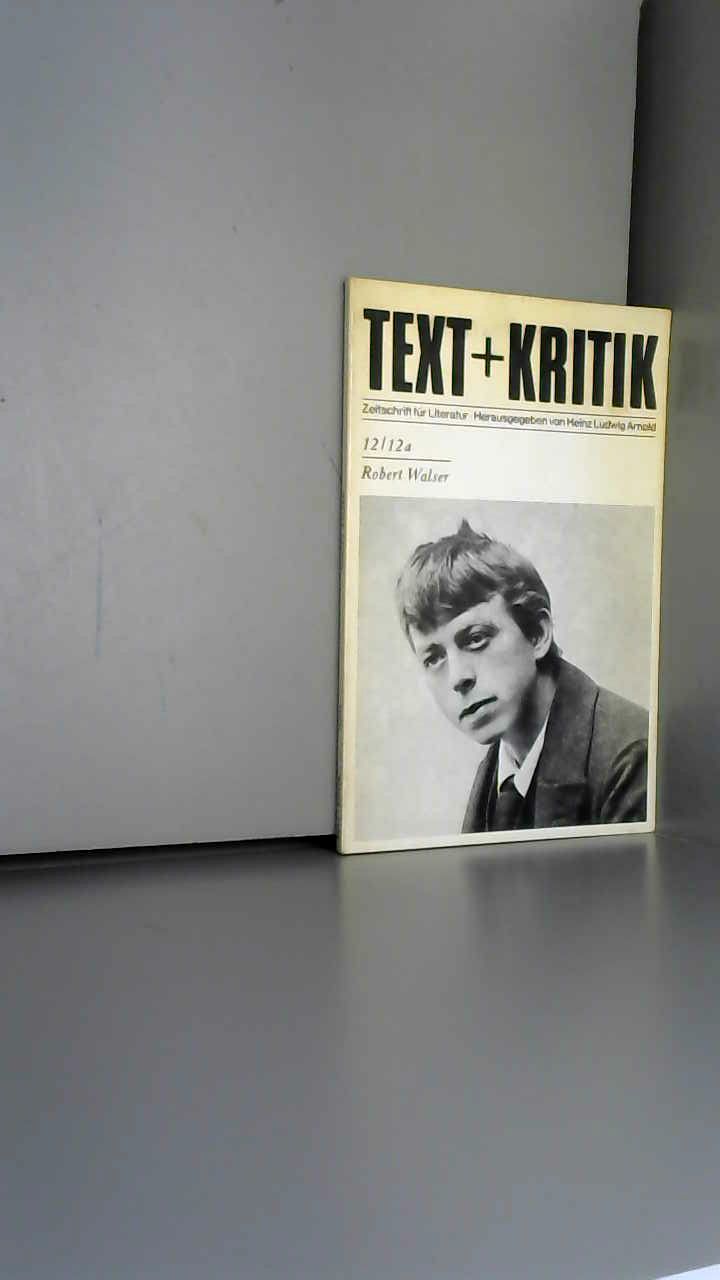 TEXT+KRITIK
Zeitschrift für Literatur · Herausgegeben von Heinz Ludwig Arnold
12/12a
Robert Walser